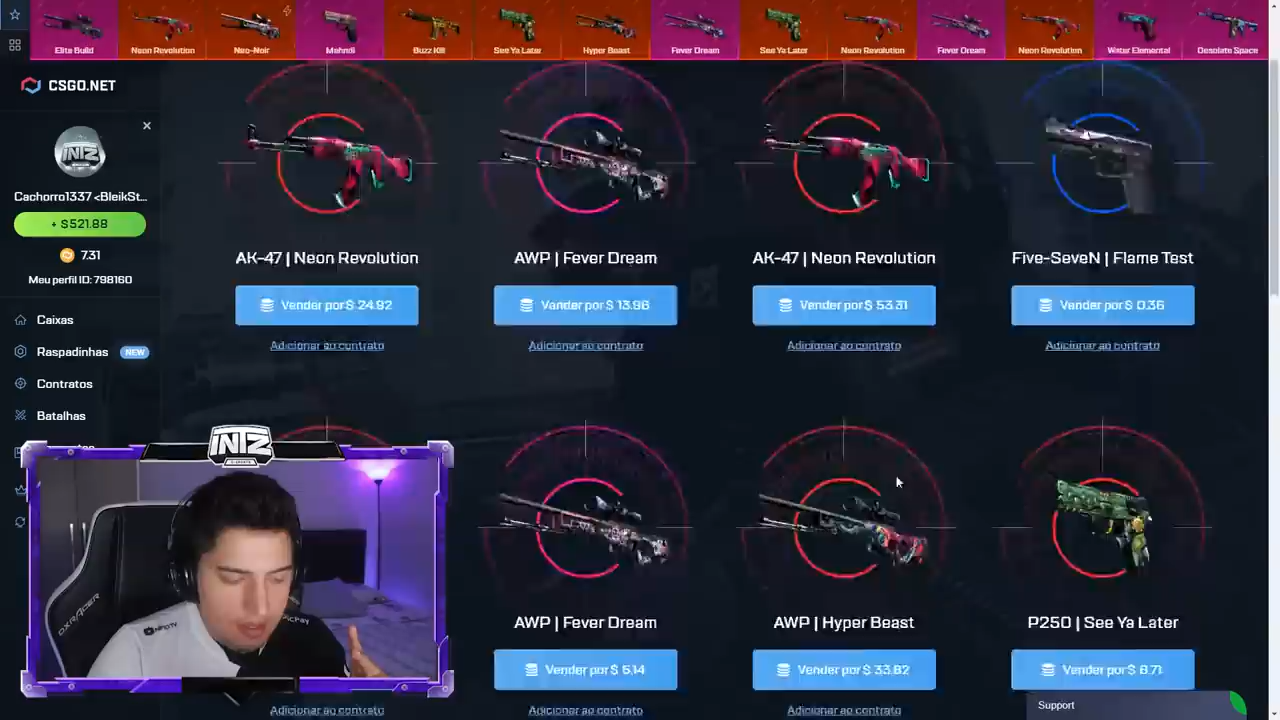 Elite Build
Neon Revolution
Neo-Noir
Mehndi
Buzz Kill
See Ya Later
Hyper Beast
Fever Dream
See Ya Later
Neon Revolution
Fever Dream
Neon Revolution
Water Elemental
Desolate Space
CSGO.NET
INTZ
Cachorro1337 <BleikSt...
+ $521.88
7.31
Meu perfil ID: 798160
Caixas
Raspadinhas NEW
Contratos
Batalhas
AK-47 | Neon Revolution
AWP | Fever Dream
AK-47 | Neon Revolution
Five-SeveN | Flame Test
Vender por $ 24.92
Vender por $ 13.96
Vender por $ 53.31
Vender por $ 0.36
Adicionar ao contrato
Adicionar ao contrato
Adicionar ao contrato
Adicionar ao contrato
INTZ
DXRACER
PicPay
AWP | Fever Dream
AWP | Hyper Beast
P250 | See Ya Later
Vender por $ 5.14
Vender por $ 33.82
Vender por $ 8.71
Adicionar ao contrato
Adicionar ao contrato
Adicionar ao contrato
Support